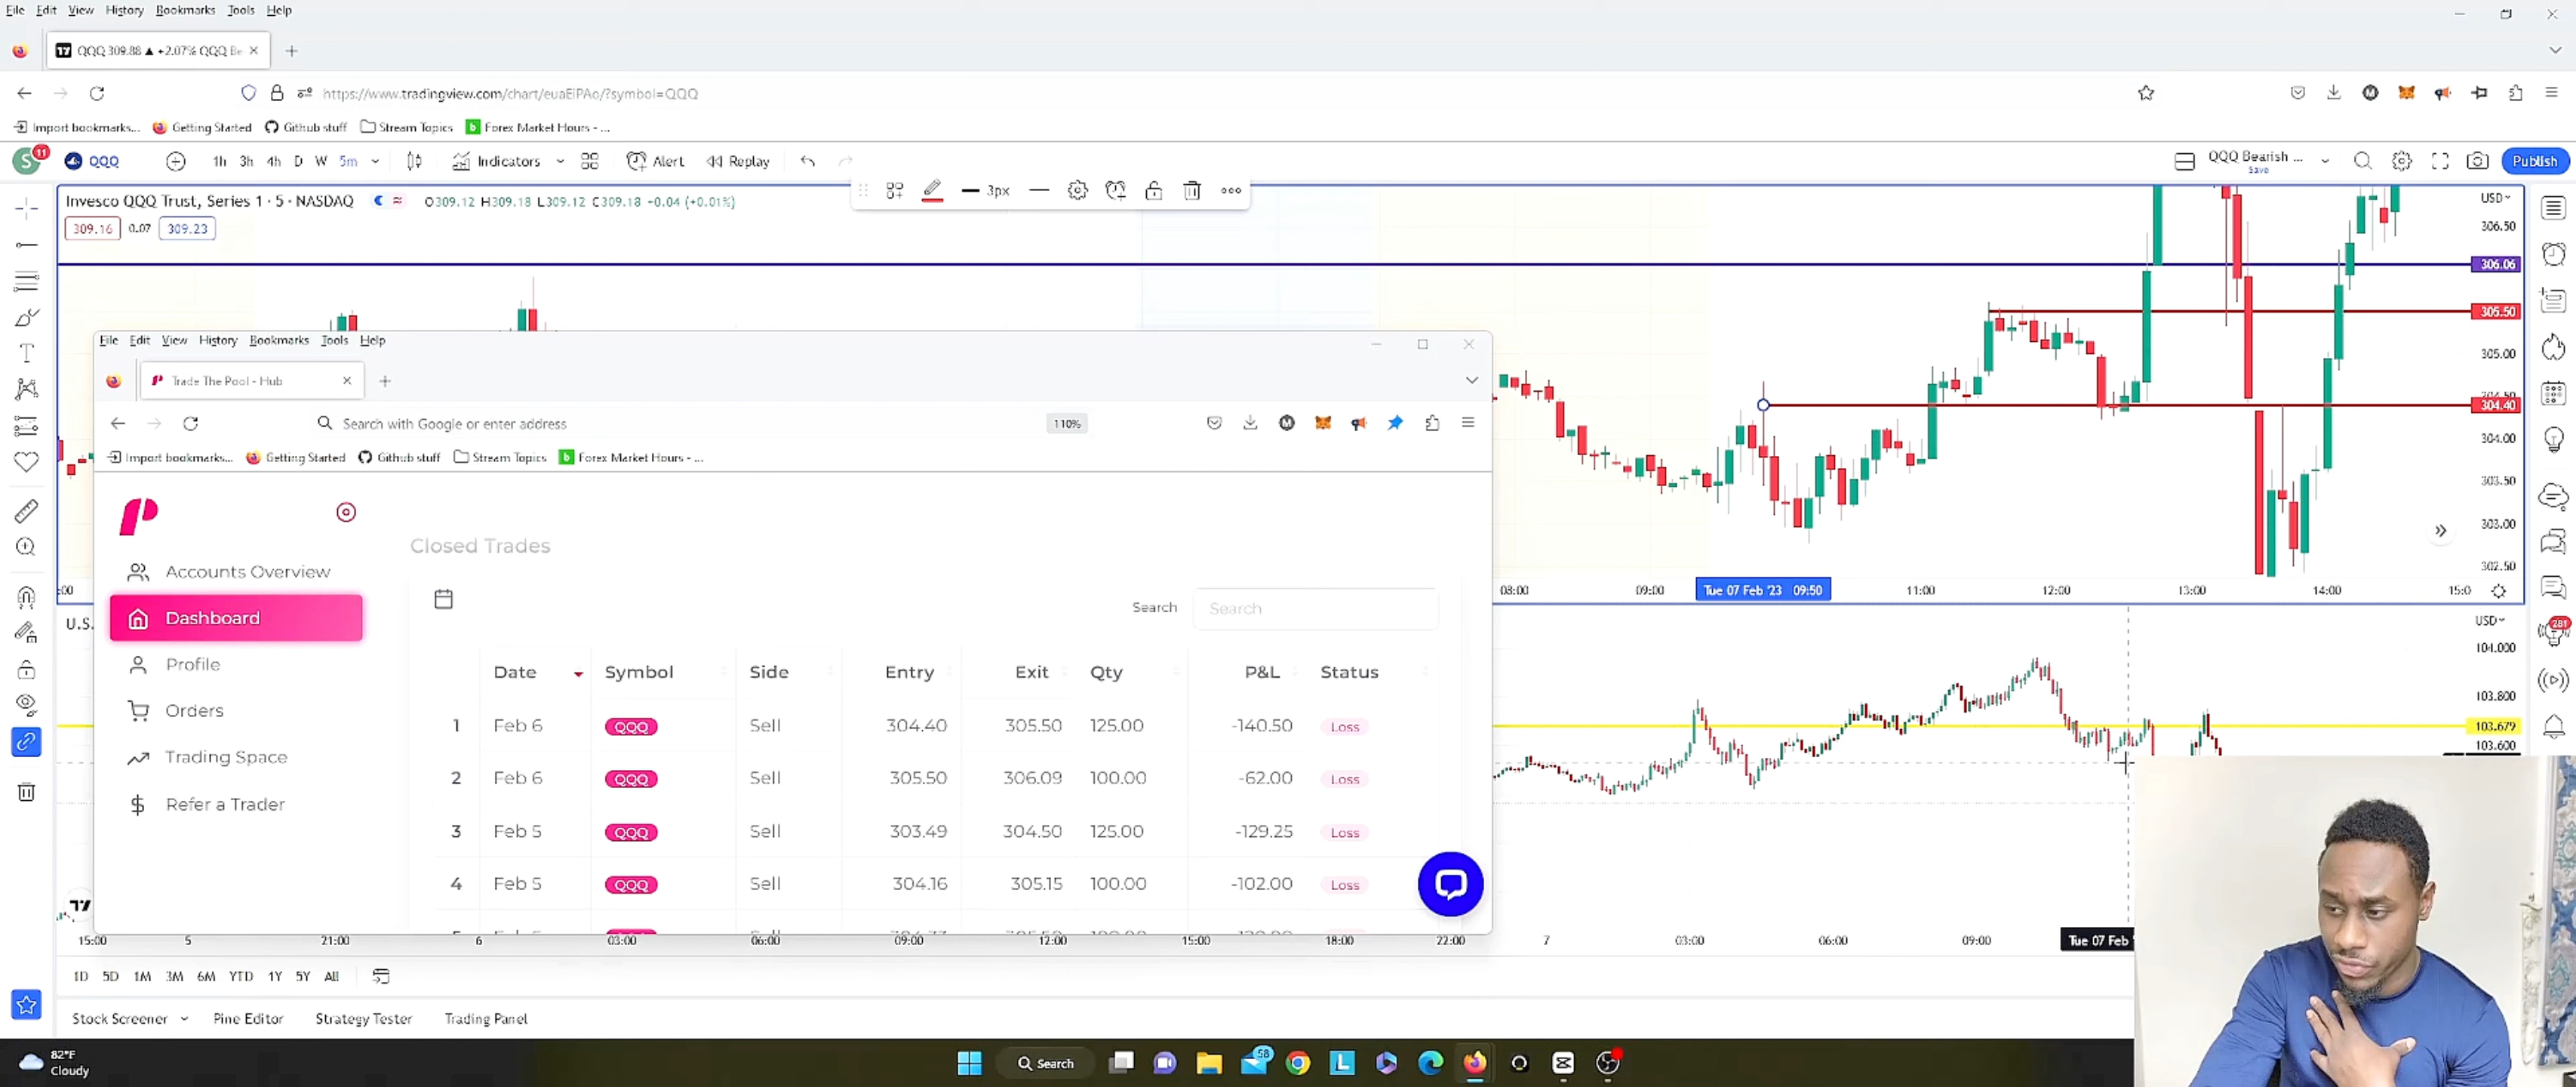 File Edit View History Bookmarks Tools Help
QQQ 309.88 ▲ +2.07% QQQ Be
https://www.tradingview.com/chart/euaEiPAo/?symbol=QQQ
Import bookmarks... Getting Started Github stuff Stream Topics Forex Market Hours - ...
S 11 QQQ 1h 3h 4h D W 5m Indicators Alert Replay QQQ Bearish ... Save Publish
3px
Invesco QQQ Trust, Series 1 · 5 · NASDAQ O309.12 H309.18 L309.12 C309.18 +0.04 (+0.01%)
309.16 0.07 309.23
USD
306.50
306.06
305.50
305.00
304.40
304.00
303.50
303.00
302.50
:00 08:00 09:00 Tue 07 Feb '23 09:50 11:00 12:00 13:00 14:00 15:0
File Edit View History Bookmarks Tools Help
Trade The Pool - Hub
Search with Google or enter address 110%
Import bookmarks... Getting Started Github stuff Stream Topics Forex Market Hours - ...
Closed Trades
Accounts Overview
Dashboard
Profile
Orders
Trading Space
Refer a Trader
Search Search
Date Symbol Side Entry Exit Qty P&L Status
1 Feb 6 QQQ Sell 304.40 305.50 125.00 -140.50 Loss
2 Feb 6 QQQ Sell 305.50 306.09 100.00 -62.00 Loss
3 Feb 5 QQQ Sell 303.49 304.50 125.00 -129.25 Loss
4 Feb 5 QQQ Sell 304.16 305.15 100.00 -102.00 Loss
U.S.
USD
104.000
103.800
103.679
103.600
281
15:00 5 21:00 6 03:00 06:00 09:00 12:00 15:00 18:00 22:00 7 03:00 06:00 09:00 Tue 07 Feb
1D 5D 1M 3M 6M YTD 1Y 5Y All
Stock Screener Pine Editor Strategy Tester Trading Panel
82°F
Cloudy
Search
58